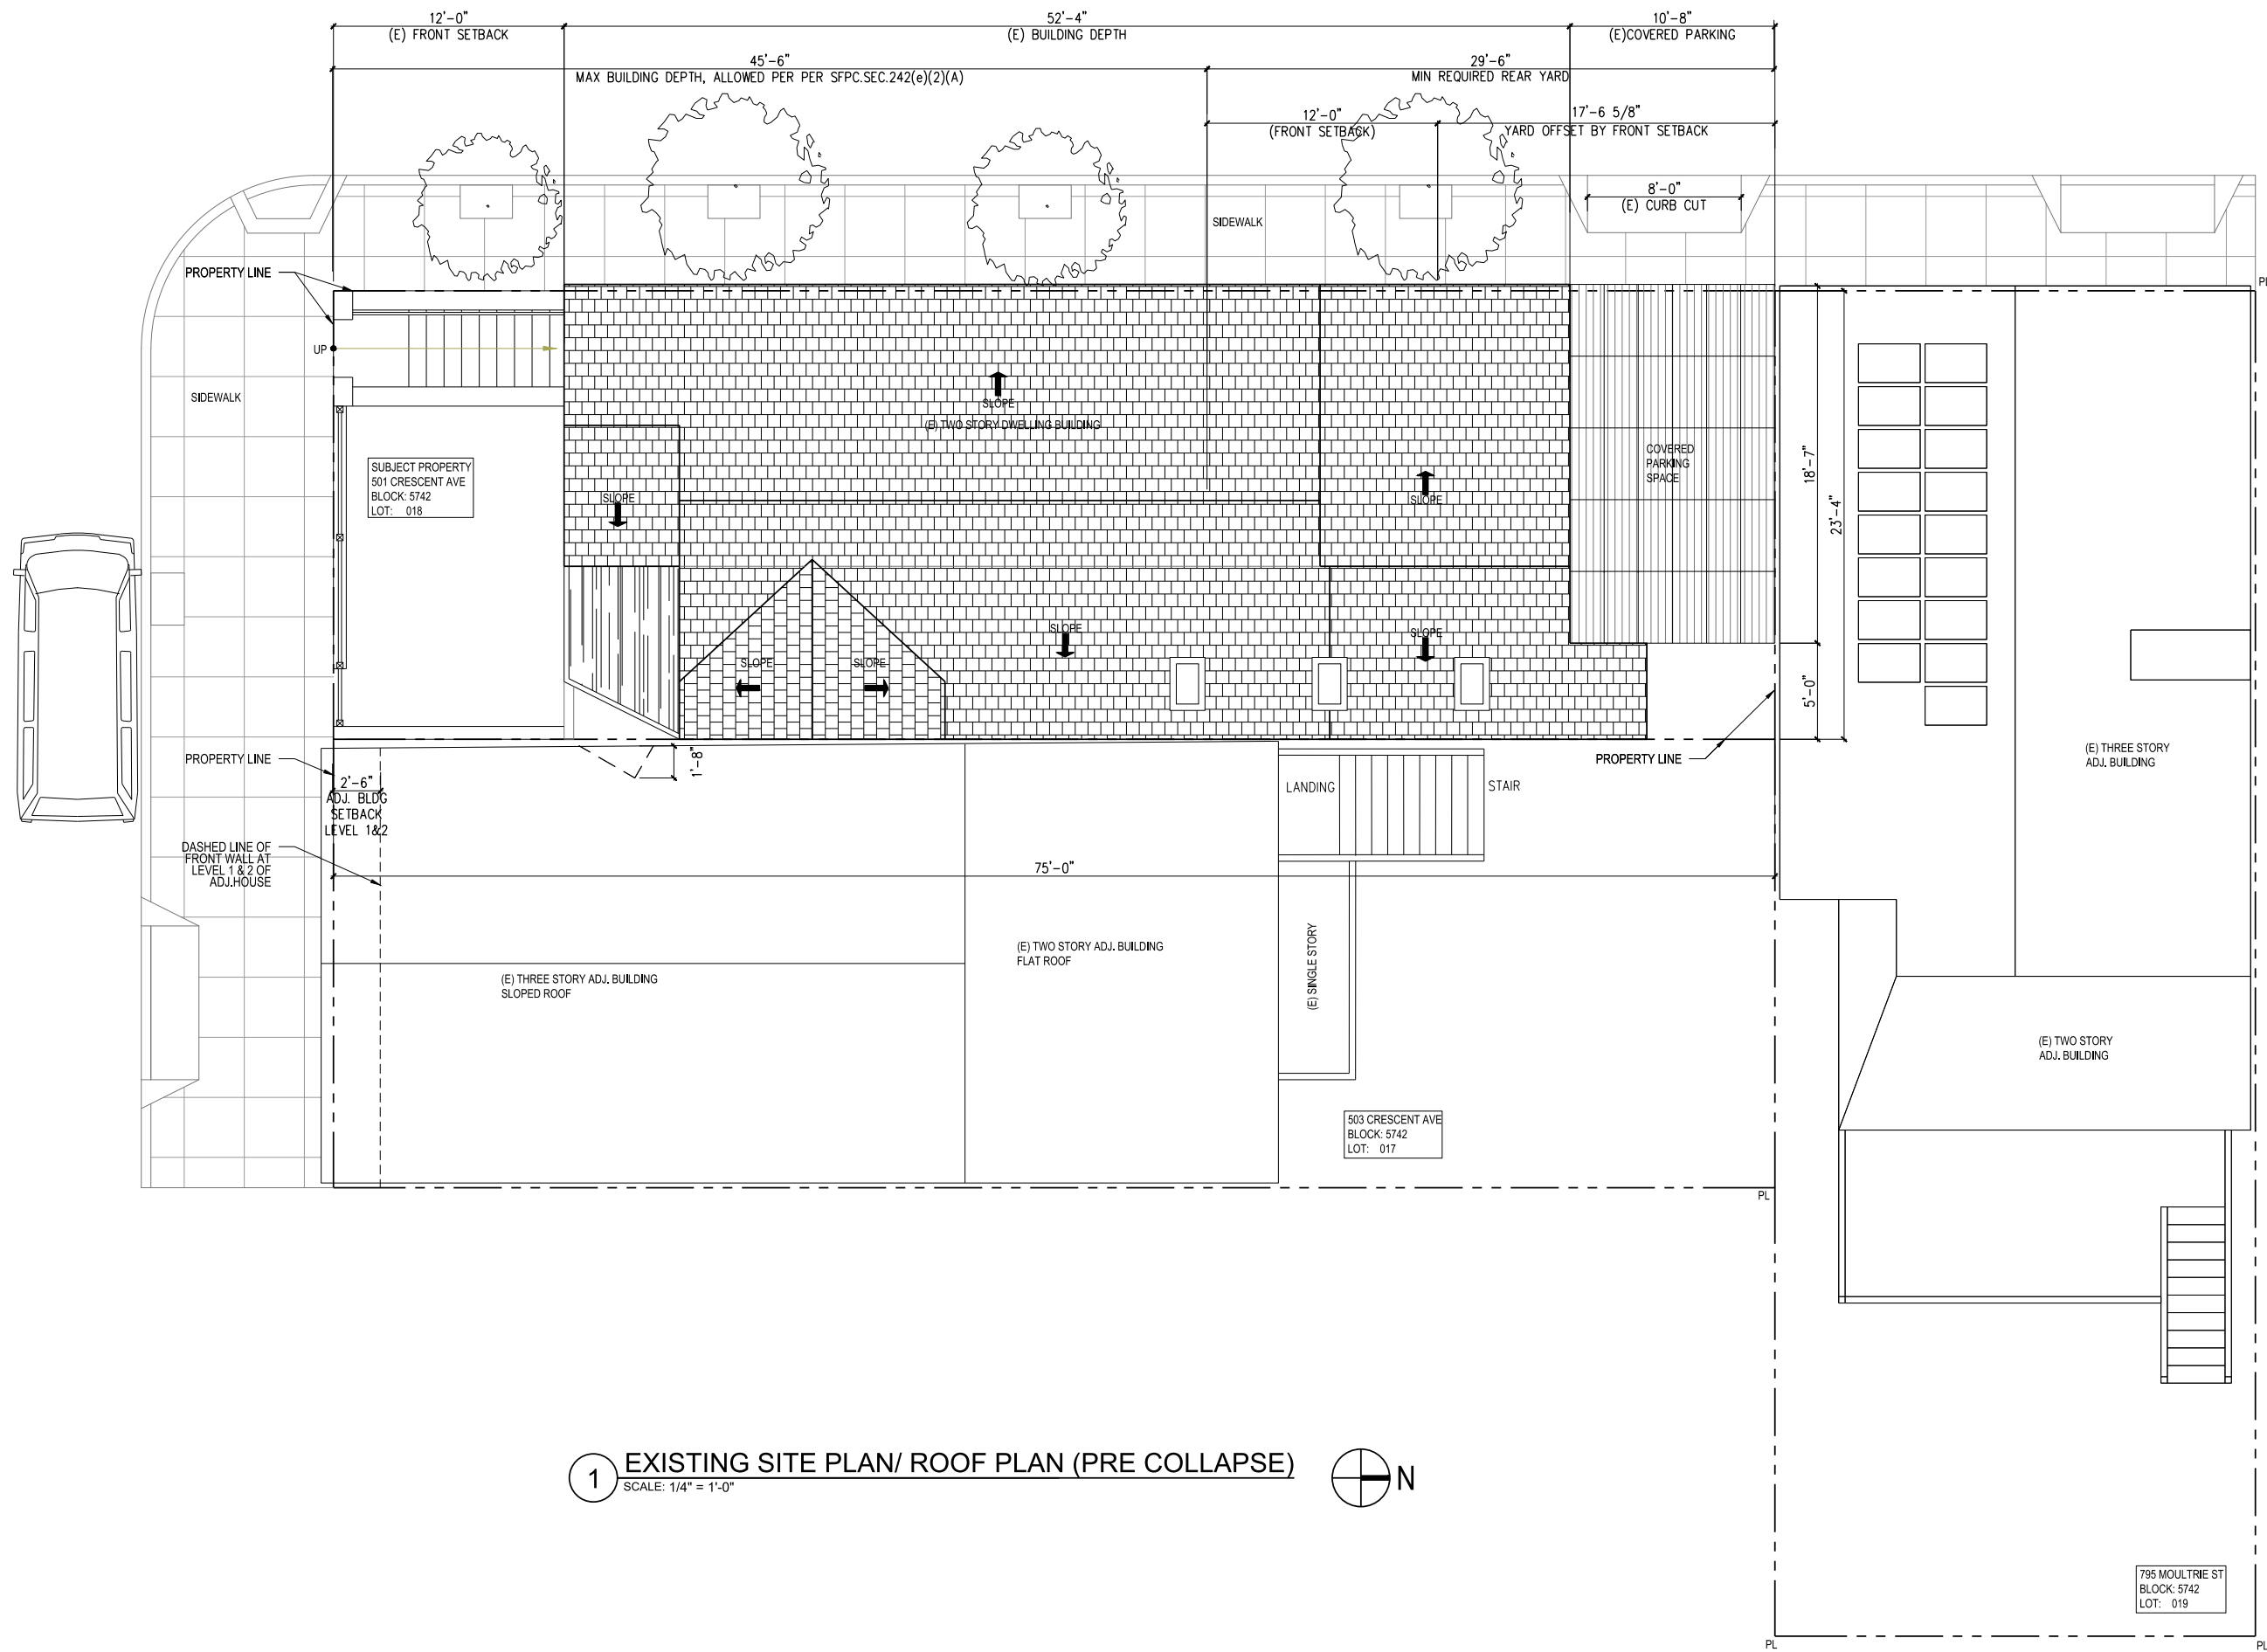 12'-0"
(E) FRONT SETBACK
52'-4"
(E) BUILDING DEPTH
10'-8"
(E)COVERED PARKING
45'-6"
MAX BUILDING DEPTH, ALLOWED PER PER SFPC.SEC.242(e)(2)(A)
29'-6"
MIN REQUIRED REAR YARD
12'-0"
(FRONT SETBACK)
17'-6 5/8"
YARD OFFSET BY FRONT SETBACK
8'-0"
(E) CURB CUT
SIDEWALK
PROPERTY LINE
PL
UP
SIDEWALK
SLOPE
(E) TWO STORY DWELLING BUILDING
SUBJECT PROPERTY
501 CRESCENT AVE
BLOCK: 5742
LOT: 018
SLOPE
SLOPE
COVERED
PARKING
SPACE
18'-7"
23'-4"
SLOPE
SLOPE
SLOPE
SLOPE
5'-0"
PROPERTY LINE
1'-8"
PROPERTY LINE
(E) THREE STORY
ADJ. BUILDING
2'-6"
ADJ. BLDG
SETBACK
LEVEL 1&2
LANDING
STAIR
DASHED LINE OF
FRONT WALL AT
LEVEL 1 & 2 OF
ADJ.HOUSE
75'-0"
(E) THREE STORY ADJ. BUILDING
SLOPED ROOF
(E) TWO STORY ADJ. BUILDING
FLAT ROOF
(E) SINGLE STORY
(E) TWO STORY
ADJ. BUILDING
503 CRESCENT AVE
BLOCK: 5742
LOT: 017
PL
1
EXISTING SITE PLAN/ ROOF PLAN (PRE COLLAPSE)
SCALE: 1/4" = 1'-0"
N
795 MOULTRIE ST
BLOCK: 5742
LOT: 019
PL
PL